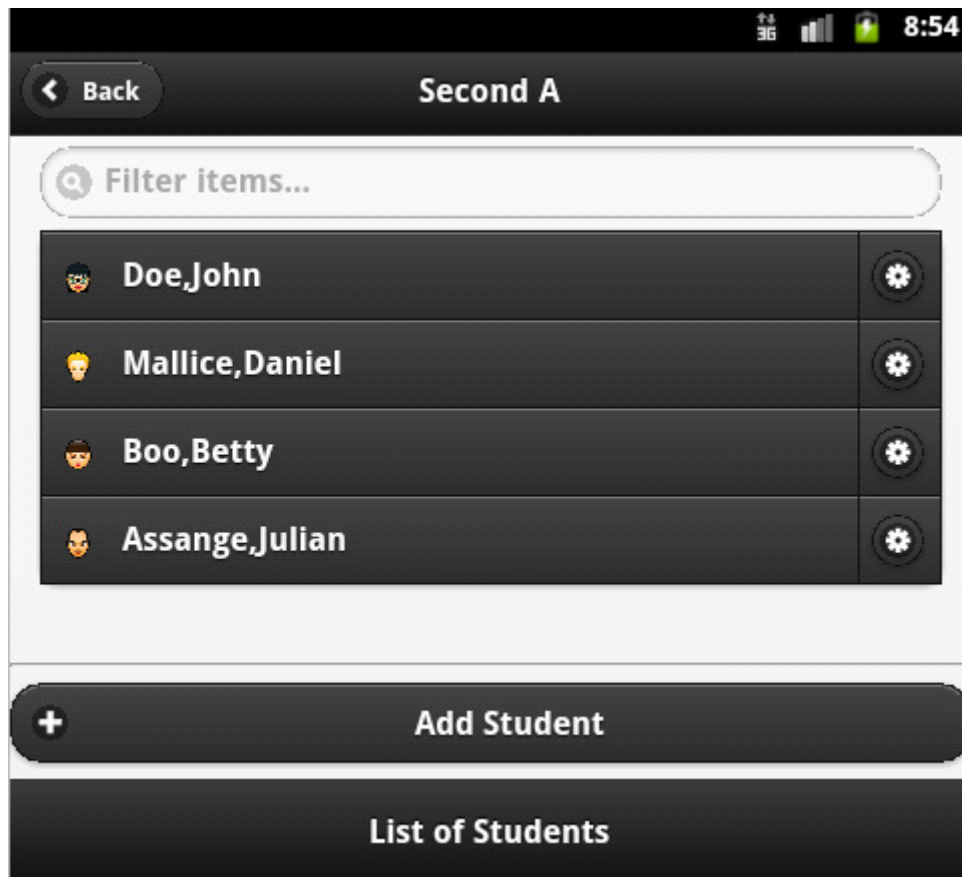 3G 8:54
Back Second A
Filter items...
Doe,John
Mallice,Daniel
Boo,Betty
Assange,Julian
Add Student
List of Students